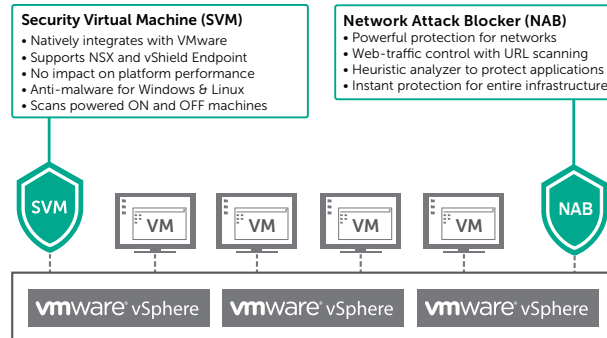 Security Virtual Machine (SVM)
• Natively integrates with VMware
• Supports NSX and vShield Endpoint
• No impact on platform performance
• Anti-malware for Windows & Linux
• Scans powered ON and OFF machines
Network Attack Blocker (NAB)
• Powerful protection for networks
• Web-traffic control with URL scanning
• Heuristic analyzer to protect applications
• Instant protection for entire infrastructure
SVM
VM
VM
VM
VM
NAB
vmware® vSphere
vmware® vSphere
vmware® vSphere